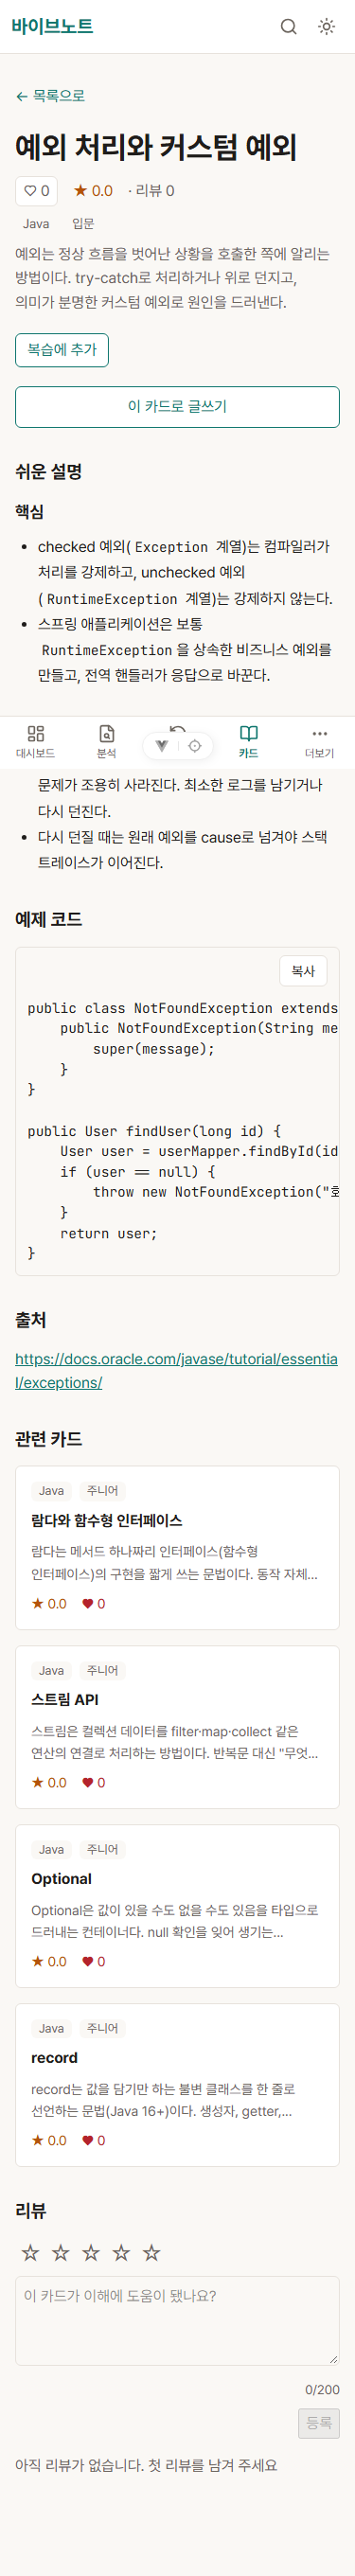 바이브노트
← 목록으로
예외 처리와 커스텀 예외
♡ 0 ★ 0.0 · 리뷰 0
Java 입문
예외는 정상 흐름을 벗어난 상황을 호출한 쪽에 알리는
방법이다. try-catch로 처리하거나 위로 던지고,
의미가 분명한 커스텀 예외로 원인을 드러낸다.
복습에 추가
이 카드로 글쓰기
쉬운 설명
핵심
• checked 예외( Exception 계열)는 컴파일러가
처리를 강제하고, unchecked 예외
( RuntimeException 계열)는 강제하지 않는다.
• 스프링 애플리케이션은 보통
RuntimeException 을 상속한 비즈니스 예외를
만들고, 전역 핸들러가 응답으로 바꾼다.
대시보드 분석 카드 더보기
문제가 조용히 사라진다. 최소한 로그를 남기거나
다시 던진다.
• 다시 던질 때는 원래 예외를 cause로 넘겨야 스택
트레이스가 이어진다.
예제 코드
복사
public class NotFoundException extends
public NotFoundException(String me
super(message);
}
}
public User findUser(long id) {
User user = userMapper.findById(id
if (user == null) {
throw new NotFoundException("회
}
return user;
}
출처
https://docs.oracle.com/javase/tutorial/essentia
l/exceptions/
관련 카드
Java 주니어
람다와 함수형 인터페이스
람다는 메서드 하나짜리 인터페이스(함수형
인터페이스)의 구현을 짧게 쓰는 문법이다. 동작 자체...
★ 0.0 ♥ 0
Java 주니어
스트림 API
스트림은 컬렉션 데이터를 filter·map·collect 같은
연산의 연결로 처리하는 방법이다. 반복문 대신 "무엇...
★ 0.0 ♥ 0
Java 주니어
Optional
Optional은 값이 있을 수도 없을 수도 있음을 타입으로
드러내는 컨테이너다. null 확인을 잊어 생기는...
★ 0.0 ♥ 0
Java 주니어
record
record는 값을 담기만 하는 불변 클래스를 한 줄로
선언하는 문법(Java 16+)이다. 생성자, getter,...
★ 0.0 ♥ 0
리뷰
☆ ☆ ☆ ☆ ☆
이 카드가 이해에 도움이 됐나요?
0/200
등록
아직 리뷰가 없습니다. 첫 리뷰를 남겨 주세요